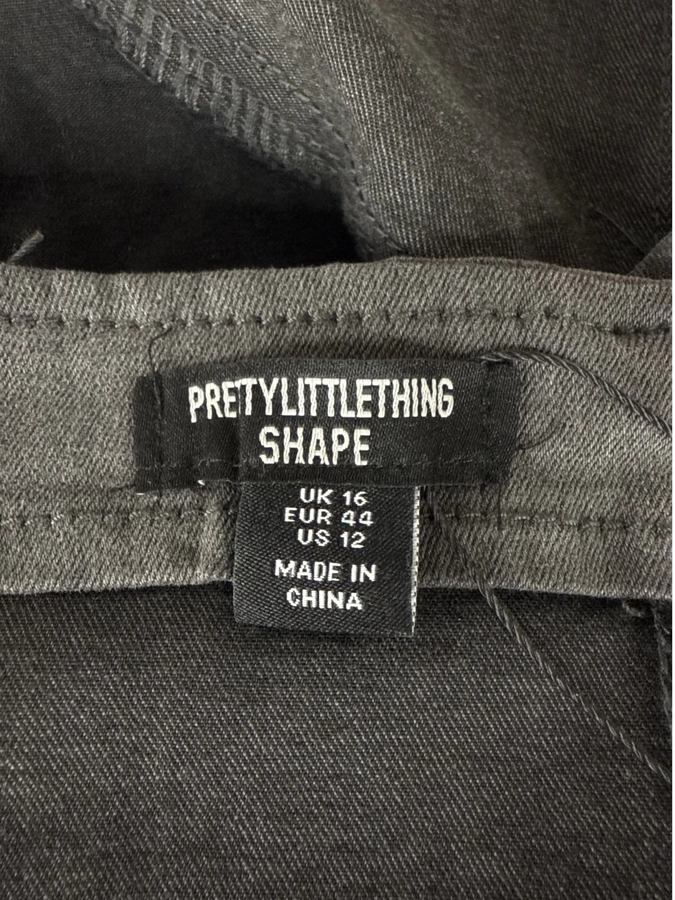 PRETTYLITTLETHING
SHAPE
UK 16
EUR 44
US 12
MADE IN
CHINA